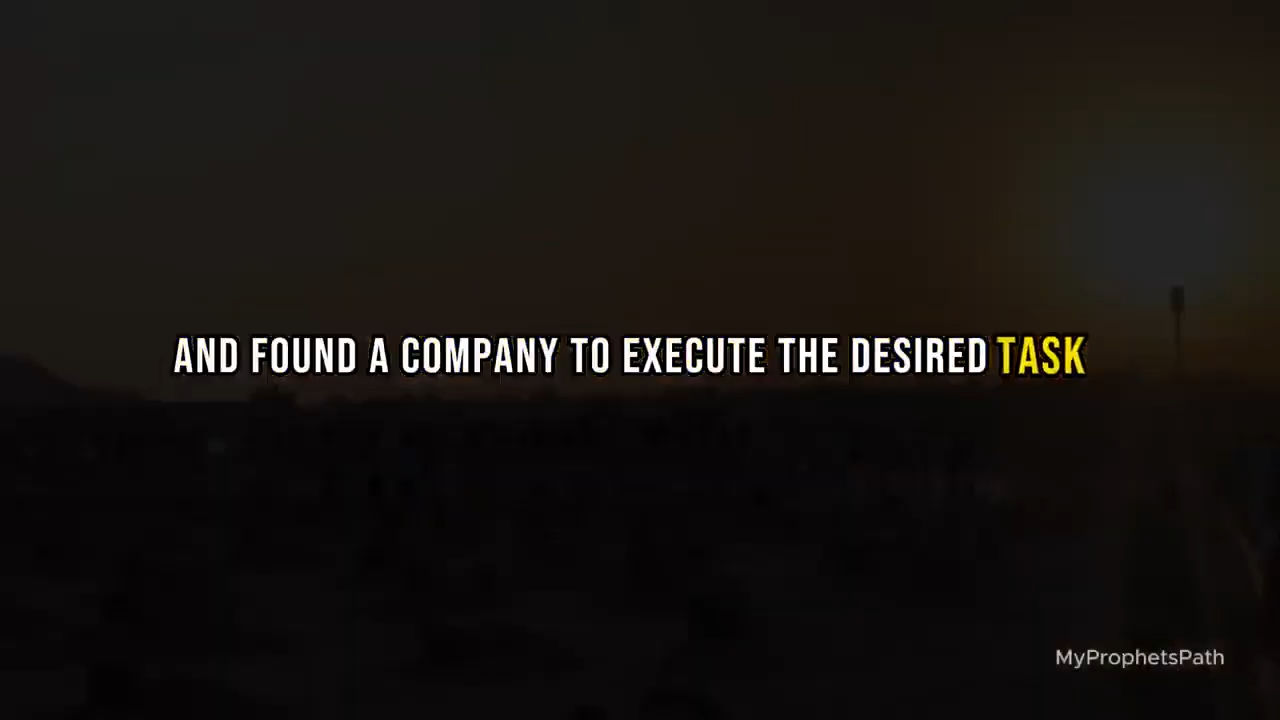 AND FOUND A COMPANY TO EXECUTE THE DESIRED TASK
MyProphetsPath